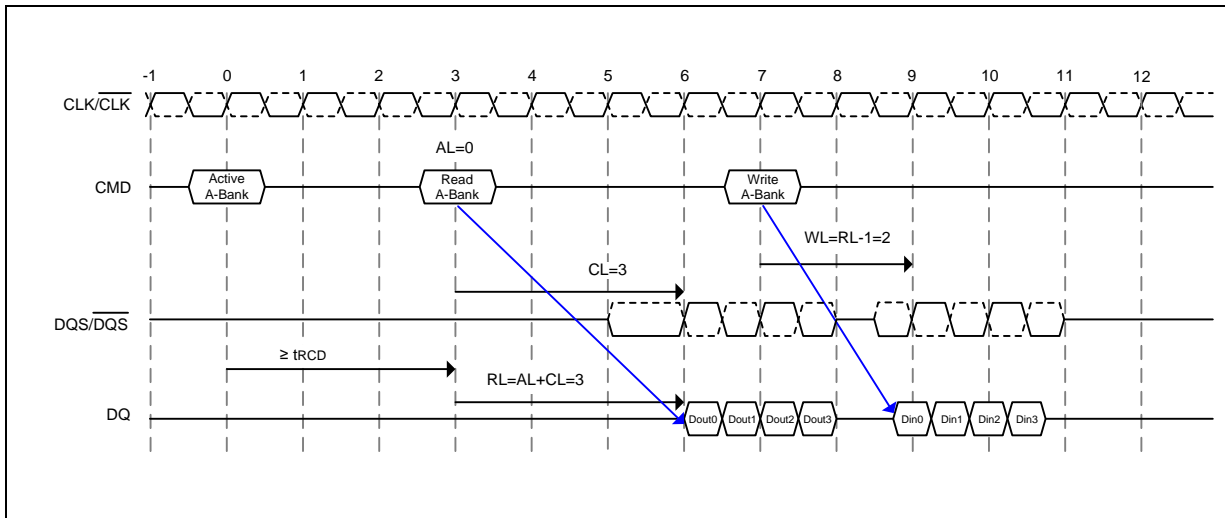 -1 0 1 2 3 4 5 6 7 8 9 10 11 12
CLK/CLK
AL=0
CMD
Active
A-Bank
Read
A-Bank
Write
A-Bank
WL=RL-1=2
CL=3
DQS/DQS
≥ tRCD
RL=AL+CL=3
DQ
Dout0 Dout1 Dout2 Dout3 Din0 Din1 Din2 Din3